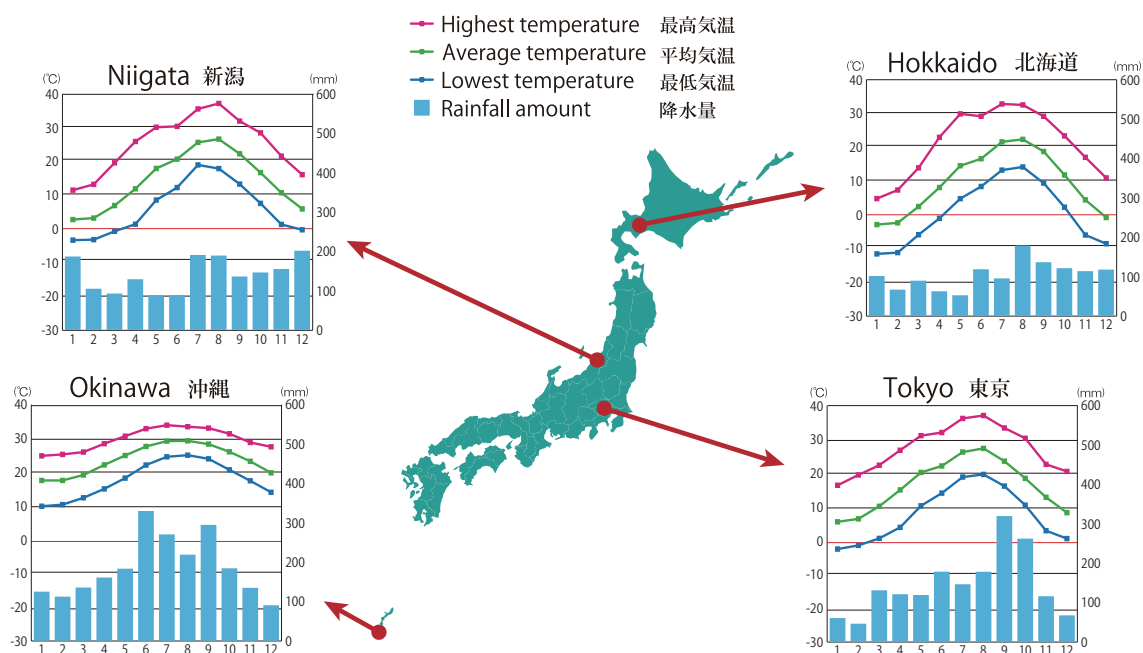 Highest temperature 最高気温
Average temperature 平均気温
Lowest temperature 最低気温
Rainfall amount 降水量
Niigata 新潟
(℃) (mm)
40 600
30 500
20 400
10 300
0
-10 200
-20 100
-30 0
1 2 3 4 5 6 7 8 9 10 11 12
Hokkaido 北海道
(℃) (mm)
40 600
30 500
20 400
10 300
0
-10 200
-20 100
-30 0
1 2 3 4 5 6 7 8 9 10 11 12
Okinawa 沖縄
(℃) (mm)
40 600
30 500
20 400
10 300
0
-10 200
-20 100
-30 0
1 2 3 4 5 6 7 8 9 10 11 12
Tokyo 東京
(℃) (mm)
40 600
30 500
20 400
10 300
0
-10 200
-20 100
-30 0
1 2 3 4 5 6 7 8 9 10 11 12